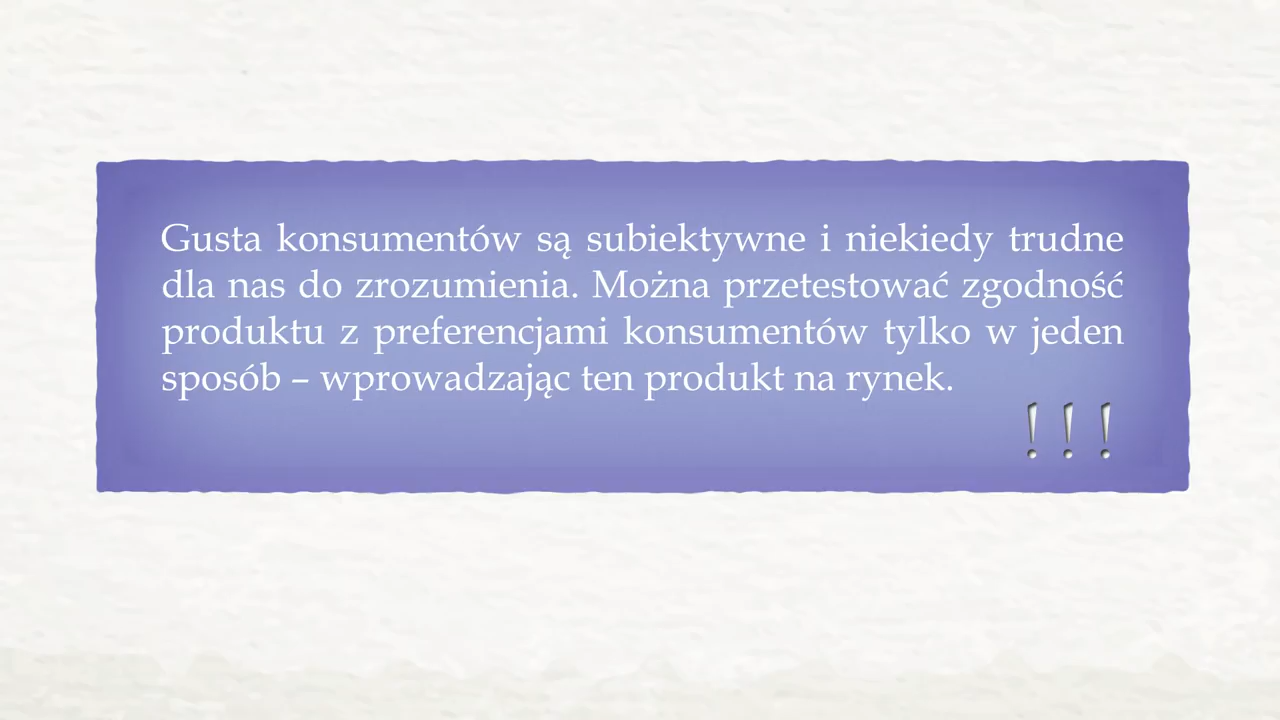 Gusta konsumentów są subiektywne i niekiedy trudne
dla nas do zrozumienia. Można przetestować zgodność
produktu z preferencjami konsumentów tylko w jeden
sposób – wprowadzając ten produkt na rynek.
! ! !